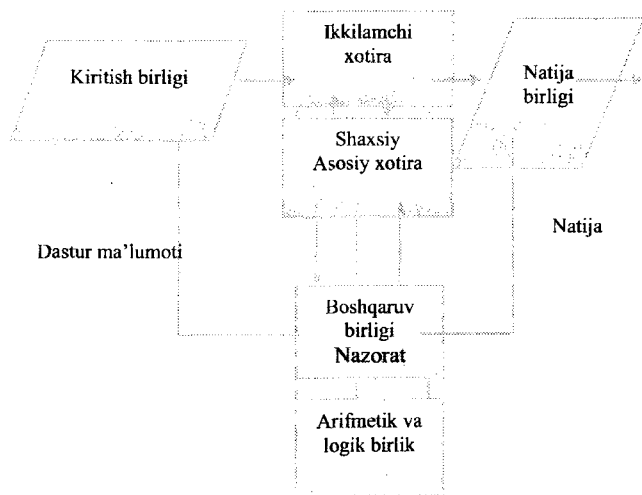 Ikkilamchi
xotira
Kiritish birligi
Natija
birligi
Shaxsiy
Asosiy xotira
Dastur ma’lumoti
Natija
Boshqaruv
birligi
Nazorat
Arifmetik va
logik birlik